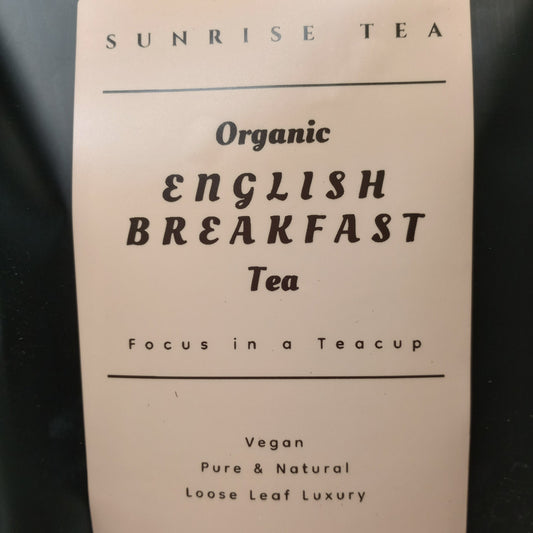 SUNRISE TEA
Organic
ENGLISH
BREAKFAST
Tea
Focus in a Teacup
Vegan
Pure & Natural
Loose Leaf Luxury